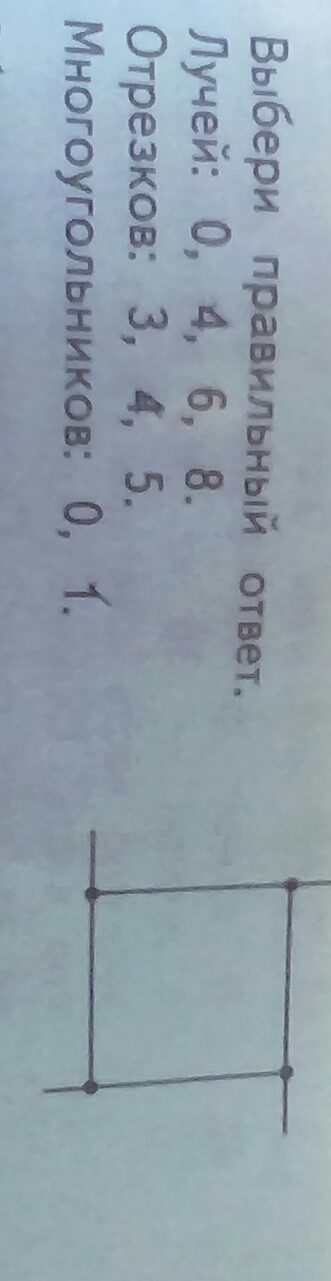 Выбери правильный ответ.
Лучей: 0, 4, 6, 8.
Отрезков: 3, 4, 5.
Многоугольников: 0, 1.